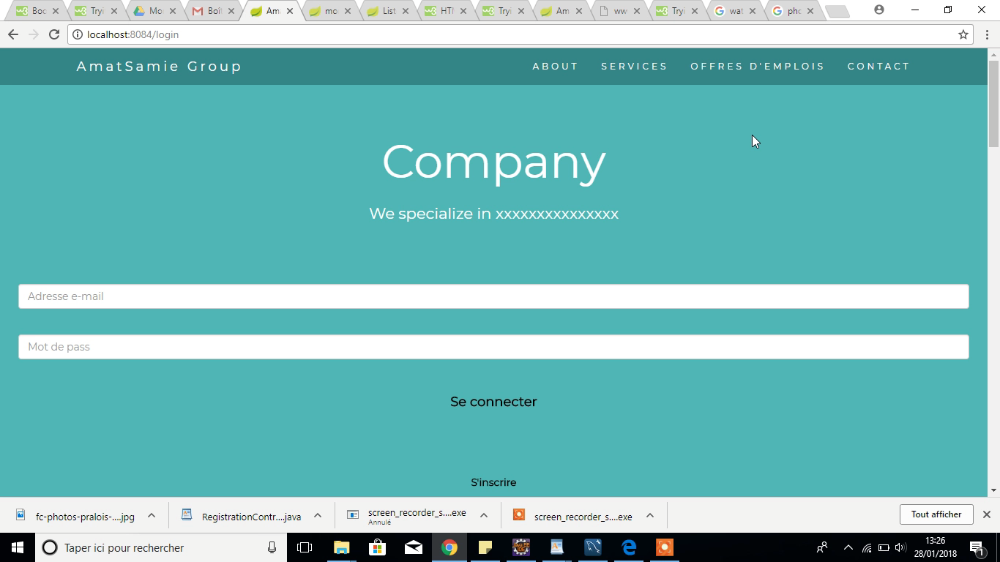 Boc
Tryi
Mo
Boît
Am
mo
List
HTI
Tryi
Am
ww
Tryi
wat
phc
localhost:8084/login
AmatSamie Group
ABOUT SERVICES OFFRES D'EMPLOIS CONTACT
Company
We specialize in xxxxxxxxxxxxxxx
Adresse e-mail
Mot de pass
Se connecter
S'inscrire
fc-photos-pralois-....jpg
RegistrationContr....java
screen_recorder_s....exe
Annulé
screen_recorder_s....exe
Tout afficher
Taper ici pour rechercher
13:26
28/01/2018
1